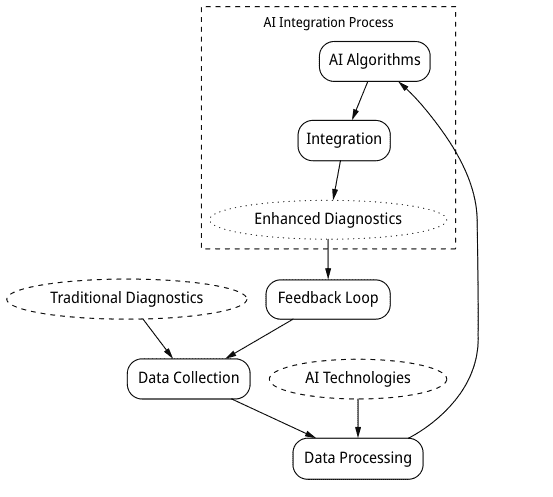 AI Integration Process
AI Algorithms
Integration
Enhanced Diagnostics
Traditional Diagnostics
Feedback Loop
Data Collection
AI Technologies
Data Processing